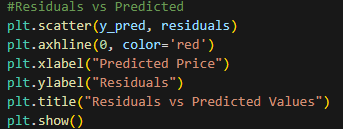 #Residuals vs Predicted
plt.scatter(y_pred, residuals)
plt.axhline(0, color='red')
plt.xlabel("Predicted Price")
plt.ylabel("Residuals")
plt.title("Residuals vs Predicted Values")
plt.show()